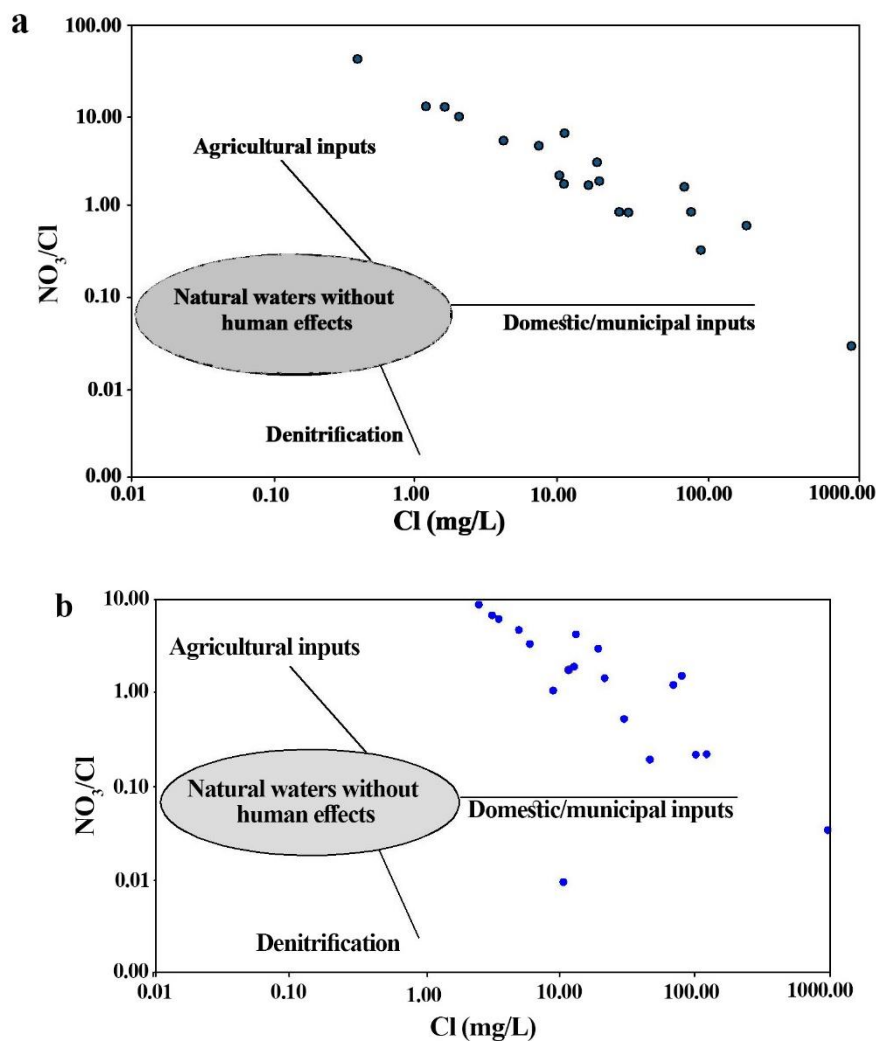 a
100.00
10.00
1.00
0.10
0.01
0.00
NO3/Cl
Agricultural inputs
Natural waters without
human effects
Domestic/municipal inputs
Denitrification
0.01
0.10
1.00
10.00
100.00
1000.00
Cl (mg/L)
b
10.00
1.00
0.10
0.01
0.00
NO3/Cl
Agricultural inputs
Natural waters without
human effects
Domestic/municipal inputs
Denitrification
0.01
0.10
1.00
10.00
100.00
1000.00
Cl (mg/L)